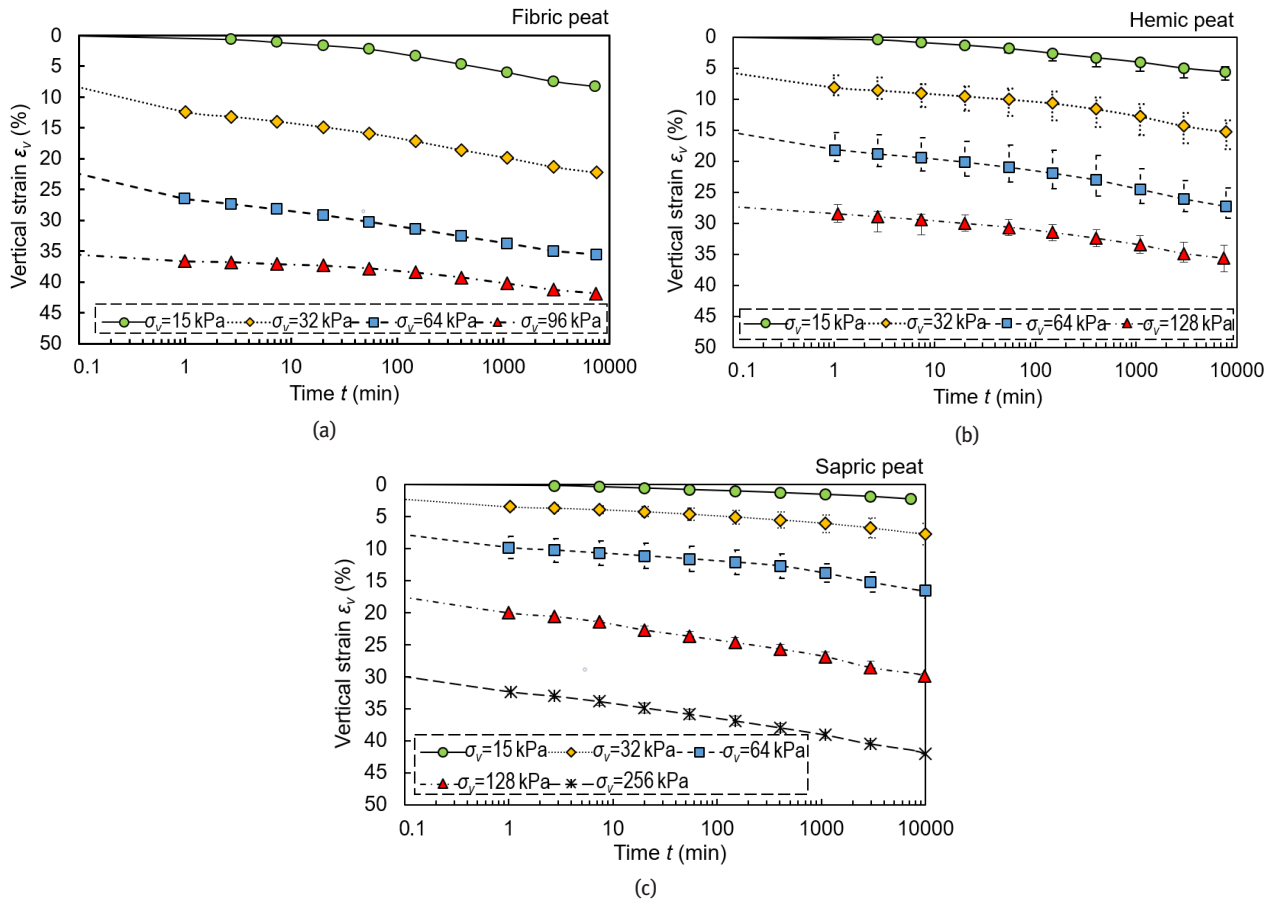 Fibric peat
0
5
10
15
20
25
30
35
40
45
50
Vertical strain εv (%)
σv=15 kPa σv=32 kPa σv=64 kPa σv=96 kPa
0.1 1 10 100 1000 10000
Time t (min)
(a)
Hemic peat
0
5
10
15
20
25
30
35
40
45
50
Vertical strain εv (%)
σv=15 kPa σv=32 kPa σv=64 kPa σv=128 kPa
0.1 1 10 100 1000 10000
Time t (min)
(b)
Sapric peat
0
5
10
15
20
25
30
35
40
45
50
Vertical strain εv (%)
σv=15 kPa σv=32 kPa σv=64 kPa
σv=128 kPa σv=256 kPa
0.1 1 10 100 1000 10000
Time t (min)
(c)